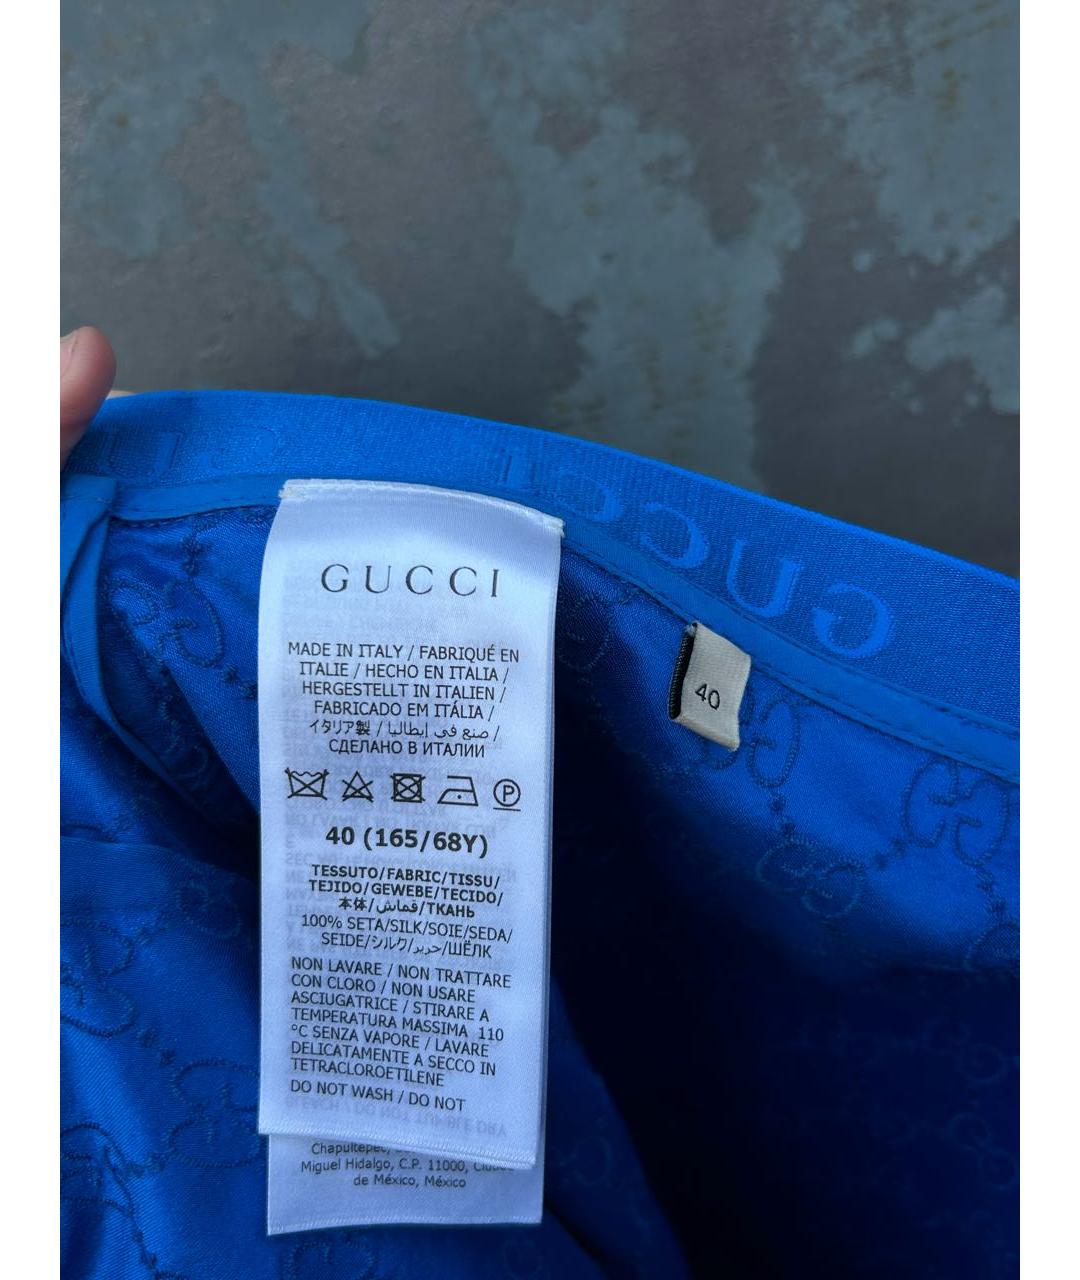 GUCCI
GUCCI
MADE IN ITALY / FABRIQUÉ EN
ITALIE / HECHO EN ITALIA /
HERGESTELLT IN ITALIEN /
FABRICADO EM ITÁLIA /
イタリア製 / صنع في إيطاليا /
СДЕЛАНО В ИТАЛИИ
P
40 (165/68Y)
TESSUTO/FABRIC/TISSU/
TEJIDO/GEWEBE/TECIDO/
本体/قماش/ТКАНЬ
100% SETA/SILK/SOIE/SEDA/
SEIDE/シルク/حرير/ШЁЛК
NON LAVARE / NON TRATTARE
CON CLORO / NON USARE
ASCIUGATRICE / STIRARE A
TEMPERATURA MASSIMA 110
°C SENZA VAPORE / LAVARE
DELICATAMENTE A SECCO IN
TETRACLOROETILENE
DO NOT WASH / DO NOT
Chapultepec,
Miguel Hidalgo, C.P. 11000,
de México, México
40